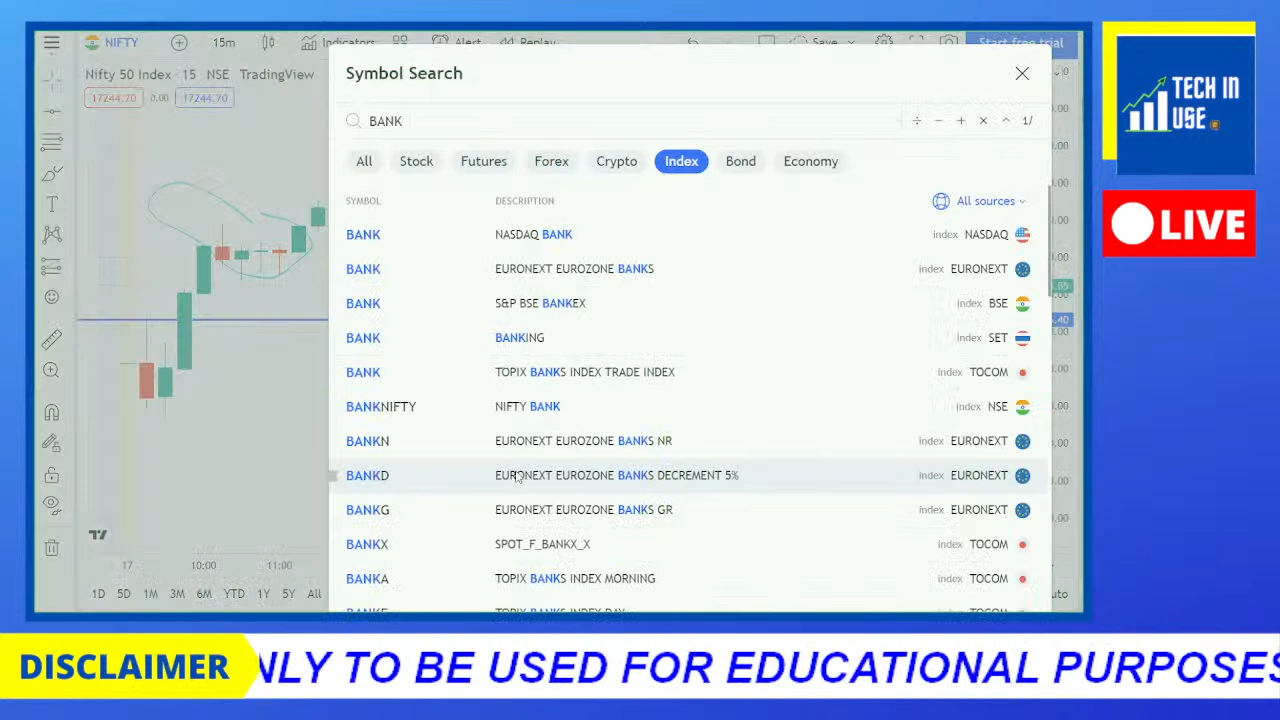 NIFTY
15m
Indicators
Alert
Replay
Save
Start free trial
Nifty 50 Index · 15 NSE TradingView
17244.70 0.00 17244.70
Symbol Search
BANK
÷ − + × ^ 1/
All Stock Futures Forex Crypto Index Bond Economy
SYMBOL DESCRIPTION All sources
BANK NASDAQ BANK index NASDAQ
BANK EURONEXT EUROZONE BANKS index EURONEXT
BANK S&P BSE BANKEX index BSE
BANK BANKING index SET
BANK TOPIX BANKS INDEX TRADE INDEX index TOCOM
BANKNIFTY NIFTY BANK index NSE
BANKN EURONEXT EUROZONE BANKS NR index EURONEXT
BANKD EURONEXT EUROZONE BANKS DECREMENT 5% index EURONEXT
BANKG EURONEXT EUROZONE BANKS GR index EURONEXT
BANKX SPOT_F_BANKX_X index TOCOM
BANKA TOPIX BANKS INDEX MORNING index TOCOM
17 10:00 11:00
1D 5D 1M 3M 6M YTD 1Y 5Y All
TECH IN
USE
LIVE
DISCLAIMER
NLY TO BE USED FOR EDUCATIONAL PURPOSES